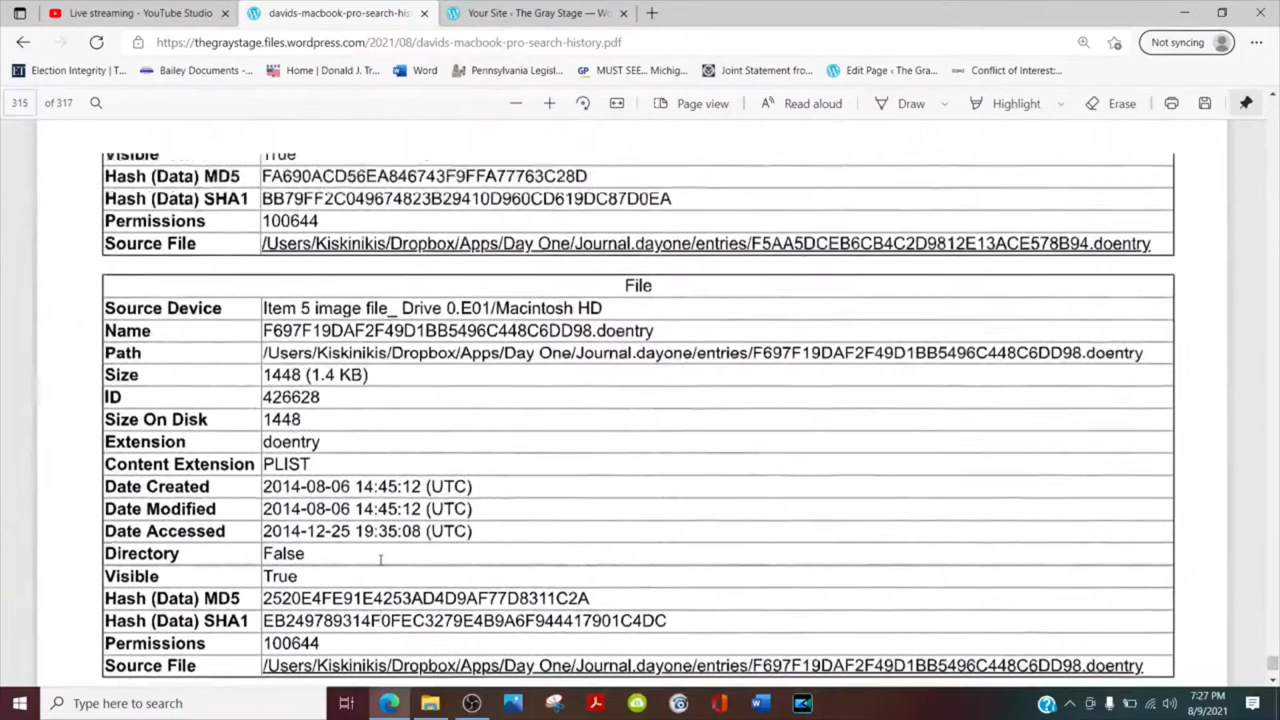 Live streaming - YouTube Studio
davids-macbook-pro-search-his
Your Site ‹ The Gray Stage — Wo
https://thegraystage.files.wordpress.com/2021/08/davids-macbook-pro-search-history.pdf
Not syncing
Election Integrity | T...
Bailey Documents -...
Home | Donald J. Tr...
Word
Pennsylvania Legisl...
MUST SEE... Michig...
Joint Statement fro...
Edit Page ‹ The Gra...
Conflict of Interest:...
315 of 317
Page view
Read aloud
Draw
Highlight
Erase
Visible True
Hash (Data) MD5 FA690ACD56EA846743F9FFA77763C28D
Hash (Data) SHA1 BB79FF2C049674823B29410D960CD619DC87D0EA
Permissions 100644
Source File /Users/Kiskinikis/Dropbox/Apps/Day One/Journal.dayone/entries/F5AA5DCEB6CB4C2D9812E13ACE578B94.doentry
File
Source Device Item 5 image file_ Drive 0.E01/Macintosh HD
Name F697F19DAF2F49D1BB5496C448C6DD98.doentry
Path /Users/Kiskinikis/Dropbox/Apps/Day One/Journal.dayone/entries/F697F19DAF2F49D1BB5496C448C6DD98.doentry
Size 1448 (1.4 KB)
ID 426628
Size On Disk 1448
Extension doentry
Content Extension PLIST
Date Created 2014-08-06 14:45:12 (UTC)
Date Modified 2014-08-06 14:45:12 (UTC)
Date Accessed 2014-12-25 19:35:08 (UTC)
Directory False
Visible True
Hash (Data) MD5 2520E4FE91E4253AD4D9AF77D8311C2A
Hash (Data) SHA1 EB249789314F0FEC3279E4B9A6F944417901C4DC
Permissions 100644
Source File /Users/Kiskinikis/Dropbox/Apps/Day One/Journal.dayone/entries/F697F19DAF2F49D1BB5496C448C6DD98.doentry
Type here to search
7:27 PM
8/9/2021